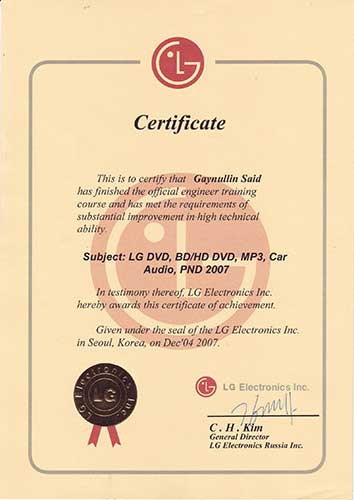 LG
Certificate
This is to certify that Gaynullin Said
has finished the official engineer training
course and has met the requirements of
substantial improvement in high technical
ability.
Subject: LG DVD, BD/HD DVD, MP3, Car
Audio, PND 2007
In testimony thereof, LG Electronics Inc.
hereby awards this certificate of achievement.
Given under the seal of the LG Electronics Inc.
in Seoul, Korea, on Dec'04 2007.
LG Electronics Inc
LG Electronics Inc.
C . H . Kim
General Director
LG Electronics Russia Inc.